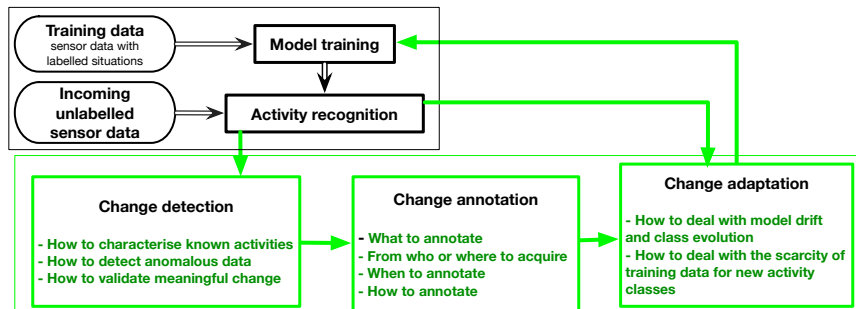 Training data
sensor data with
labelled situations
Model training
Incoming
unlabelled
sensor data
Activity recognition
Change detection
- How to characterise known activities
- How to detect anomalous data
- How to validate meaningful change
Change annotation
- What to annotate
- From who or where to acquire
- When to annotate
- How to annotate
Change adaptation
- How to deal with model drift
and class evolution
- How to deal with the scarcity of
training data for new activity
classes